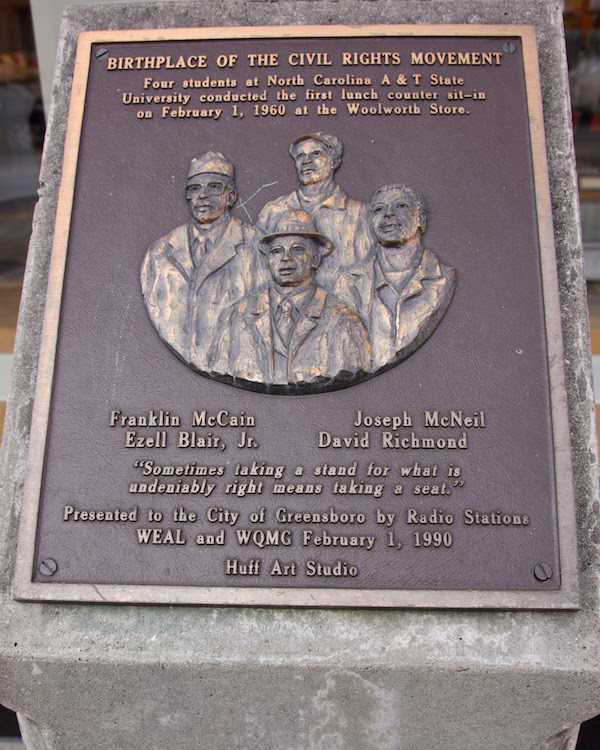 BIRTHPLACE OF THE CIVIL RIGHTS MOVEMENT
Four students at North Carolina A & T State
University conducted the first lunch counter sit-in
on February 1, 1960 at the Woolworth Store.
Franklin McCain Joseph McNeil
Ezell Blair, Jr. David Richmond
"Sometimes taking a stand for what is
undeniably right means taking a seat."
Presented to the City of Greensboro by Radio Stations
WEAL and WQMG February 1, 1990
Huff Art Studio